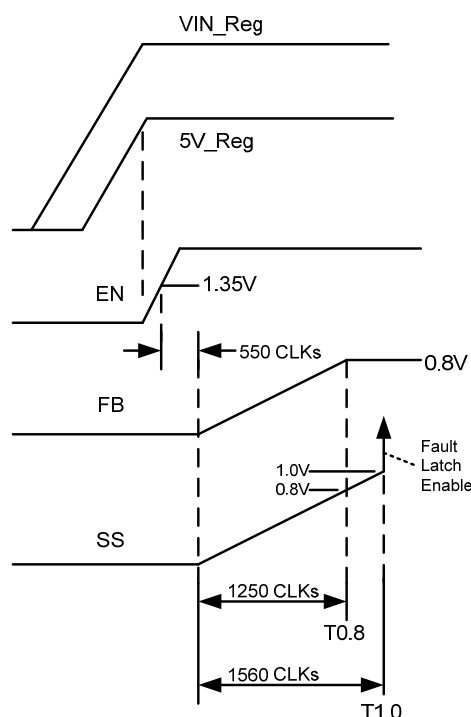 VIN_Reg
5V_Reg
EN
1.35V
550 CLKs
FB
0.8V
1.0V
0.8V
Fault
Latch
Enable
SS
1250 CLKs
T0.8
1560 CLKs
T1.0